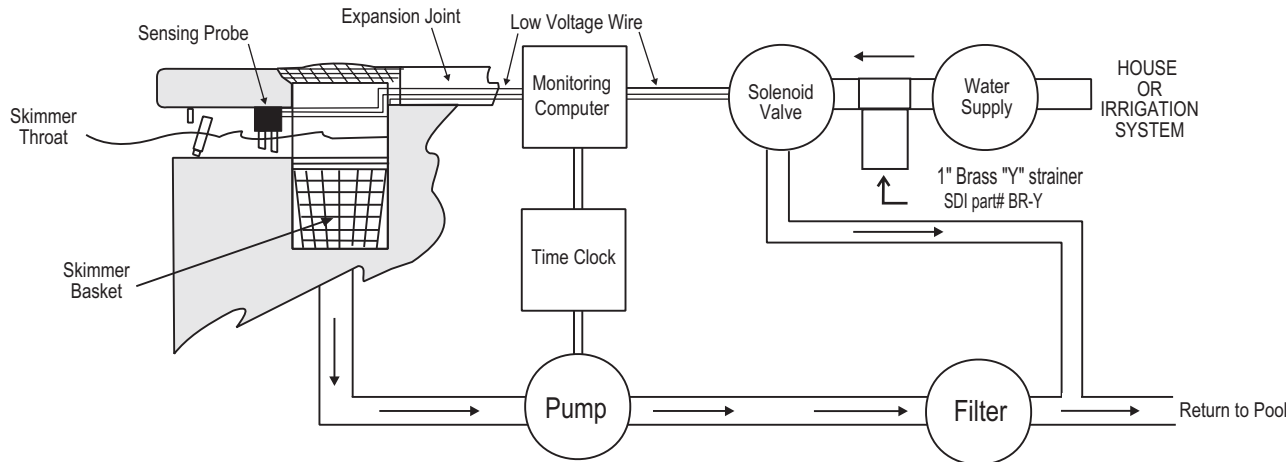 Expansion Joint
Low Voltage Wire
Sensing Probe
Skimmer
Throat
Monitoring
Computer
Solenoid
Valve
Water
Supply
HOUSE
OR
IRRIGATION
SYSTEM
1" Brass "Y" strainer
SDI part# BR-Y
Skimmer
Basket
Time Clock
Pump
Filter
Return to Pool